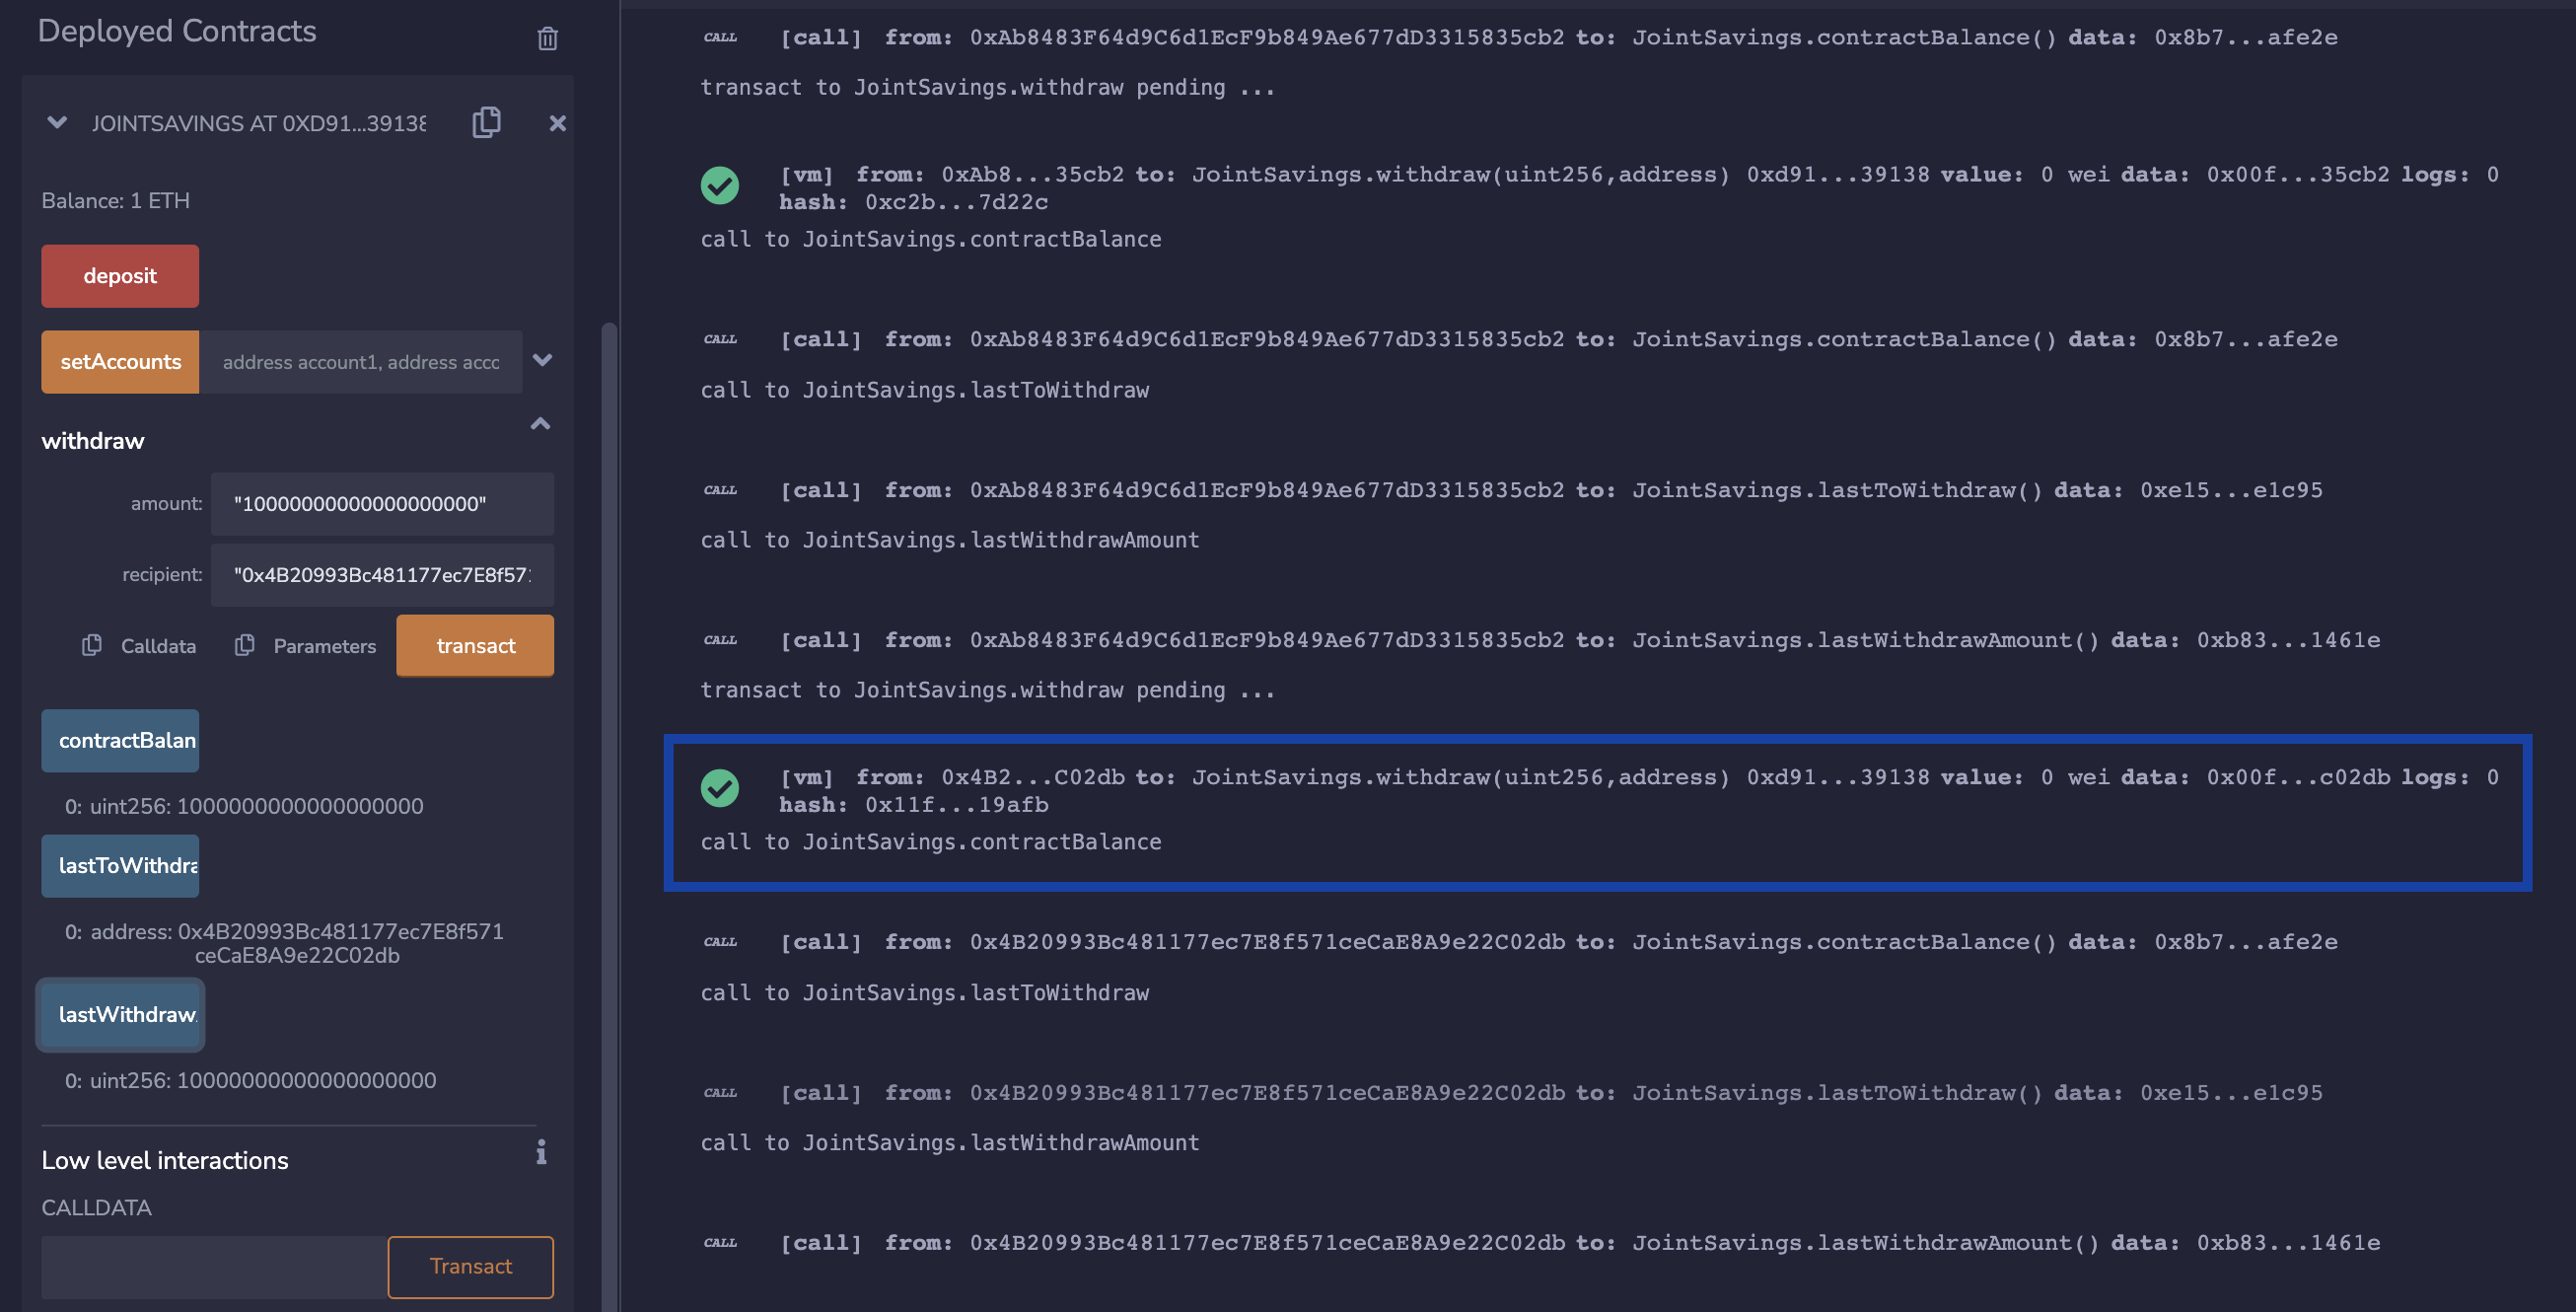 Deployed Contracts
JOINTSAVINGS AT 0XD91...39138
Balance: 1 ETH
deposit
setAccounts address account1, address accc
withdraw
amount: "10000000000000000000"
recipient: "0x4B20993Bc481177ec7E8f571
Calldata Parameters transact
contractBalan
0: uint256: 1000000000000000000
lastToWithdra
0: address: 0x4B20993Bc481177ec7E8f571
ceCaE8A9e22C02db
lastWithdraw
0: uint256: 10000000000000000000
Low level interactions
i
CALLDATA
Transact
CALL [call] from: 0xAb8483F64d9C6d1EcF9b849Ae677dD3315835cb2 to: JointSavings.contractBalance() data: 0x8b7...afe2e
transact to JointSavings.withdraw pending ...
[vm] from: 0xAb8...35cb2 to: JointSavings.withdraw(uint256,address) 0xd91...39138 value: 0 wei data: 0x00f...35cb2 logs: 0
hash: 0xc2b...7d22c
call to JointSavings.contractBalance
CALL [call] from: 0xAb8483F64d9C6d1EcF9b849Ae677dD3315835cb2 to: JointSavings.contractBalance() data: 0x8b7...afe2e
call to JointSavings.lastToWithdraw
CALL [call] from: 0xAb8483F64d9C6d1EcF9b849Ae677dD3315835cb2 to: JointSavings.lastToWithdraw() data: 0xe15...e1c95
call to JointSavings.lastWithdrawAmount
CALL [call] from: 0xAb8483F64d9C6d1EcF9b849Ae677dD3315835cb2 to: JointSavings.lastWithdrawAmount() data: 0xb83...1461e
transact to JointSavings.withdraw pending ...
[vm] from: 0x4B2...C02db to: JointSavings.withdraw(uint256,address) 0xd91...39138 value: 0 wei data: 0x00f...c02db logs: 0
hash: 0x11f...19afb
call to JointSavings.contractBalance
CALL [call] from: 0x4B20993Bc481177ec7E8f571ceCaE8A9e22C02db to: JointSavings.contractBalance() data: 0x8b7...afe2e
call to JointSavings.lastToWithdraw
CALL [call] from: 0x4B20993Bc481177ec7E8f571ceCaE8A9e22C02db to: JointSavings.lastToWithdraw() data: 0xe15...e1c95
call to JointSavings.lastWithdrawAmount
CALL [call] from: 0x4B20993Bc481177ec7E8f571ceCaE8A9e22C02db to: JointSavings.lastWithdrawAmount() data: 0xb83...1461e